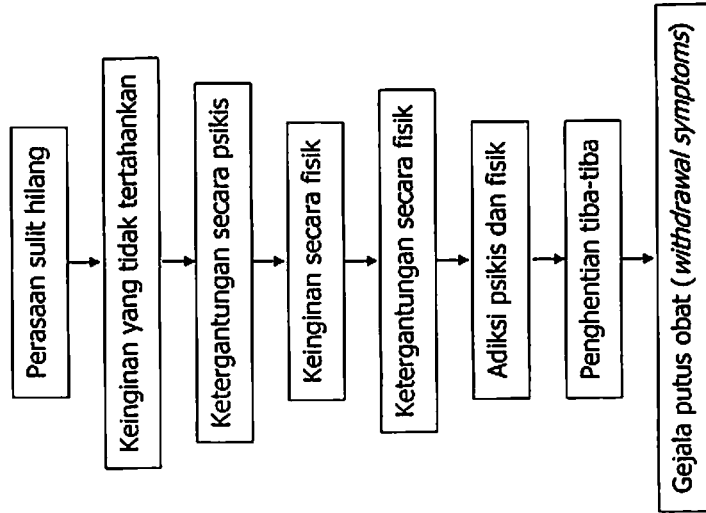 Perasaan sulit hilang
Keinginan yang tidak tertahankan
Ketergantungan secara psikis
Keinginan secara fisik
Ketergantungan secara fisik
Adiksi psikis dan fisik
Penghentian tiba-tiba
Gejala putus obat (withdrawal symptoms)